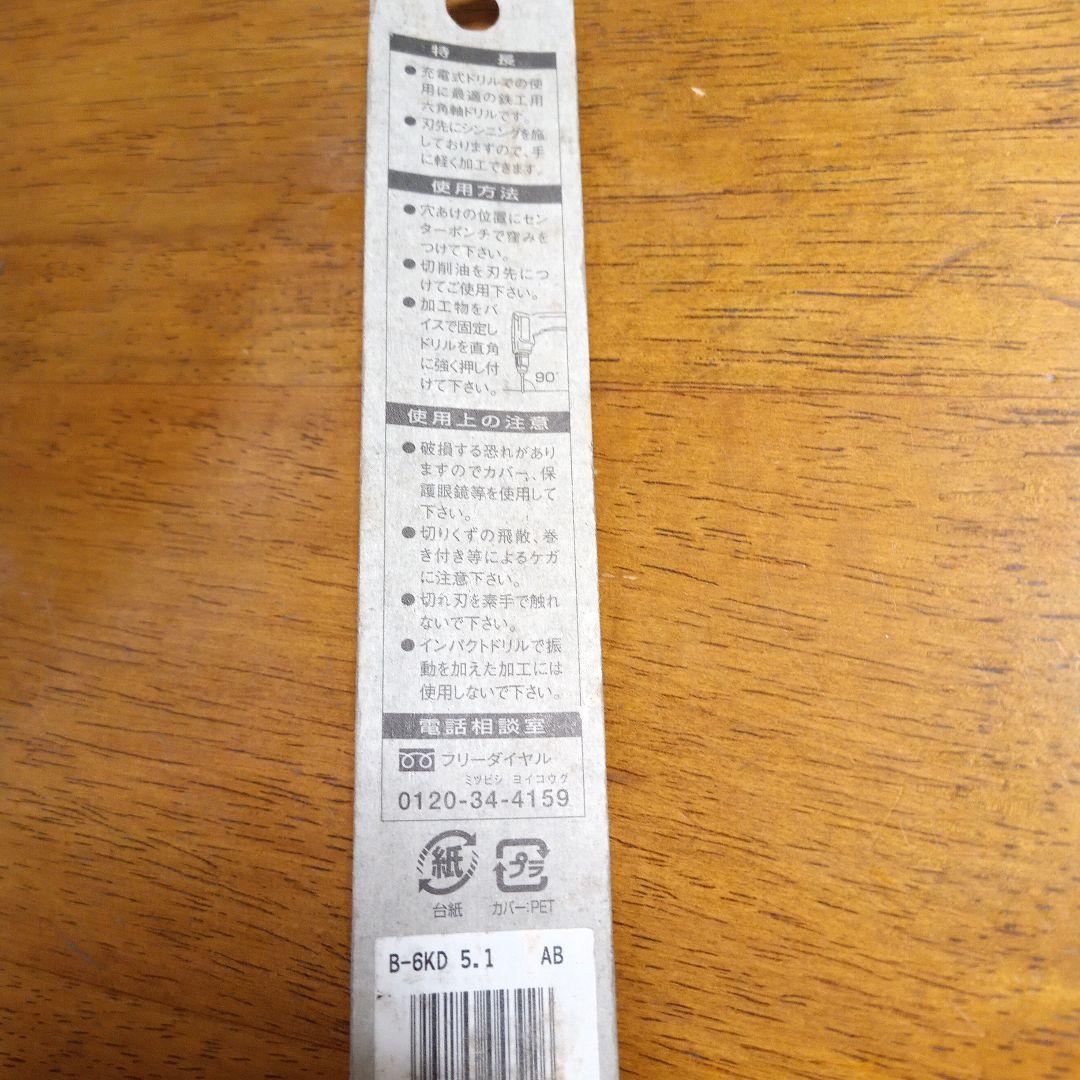 特長
●充電式ドリルでの使
用に最適の鉄工用
六角軸ドリルです。
●刃先にシンニングを施
しておりますので、手
に軽く加工できます。
使用方法
●穴あけの位置にセン
ターポンチで窪みを
つけて下さい。
●切削油を刃先につ
けてご使用下さい。
●加工物をバ
イスで固定し
ドリルを直角
に強く押し付
けて下さい。
90°
使用上の注意
●破損する恐れがあり
ますのでカバー、保
護眼鏡等を使用して
下さい。
●切りくずの飛散、巻
き付き等によるケガ
に注意下さい。
●切れ刃を素手で触れ
ないで下さい。
●インパクトドリルで振
動を加えた加工には
使用しないで下さい。
電話相談室
フリーダイヤル
ミツビシ ヨイコウグ
0120-34-4159
紙 プラ
台紙 カバー:PET
B-6KD 5.1 AB